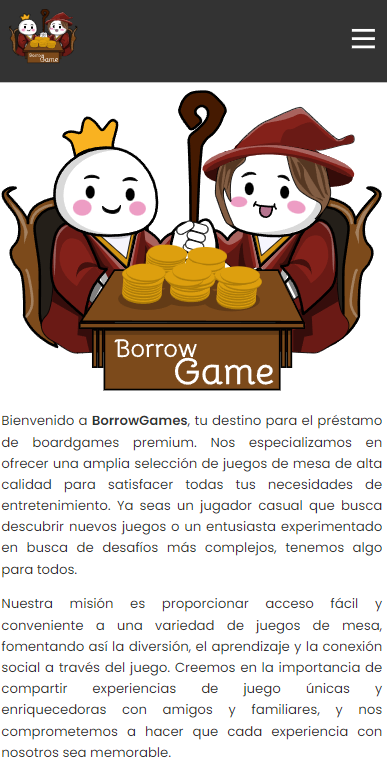 Borrow
Game
Borrow
Game
Bienvenido a BorrowGames, tu destino para el préstamo
de boardgames premium. Nos especializamos en
ofrecer una amplia selección de juegos de mesa de alta
calidad para satisfacer todas tus necesidades de
entretenimiento. Ya seas un jugador casual que busca
descubrir nuevos juegos o un entusiasta experimentado
en busca de desafíos más complejos, tenemos algo
para todos.
Nuestra misión es proporcionar acceso fácil y
conveniente a una variedad de juegos de mesa,
fomentando así la diversión, el aprendizaje y la conexión
social a través del juego. Creemos en la importancia de
compartir experiencias de juego únicas y
enriquecedoras con amigos y familiares, y nos
comprometemos a hacer que cada experiencia con
nosotros sea memorable.